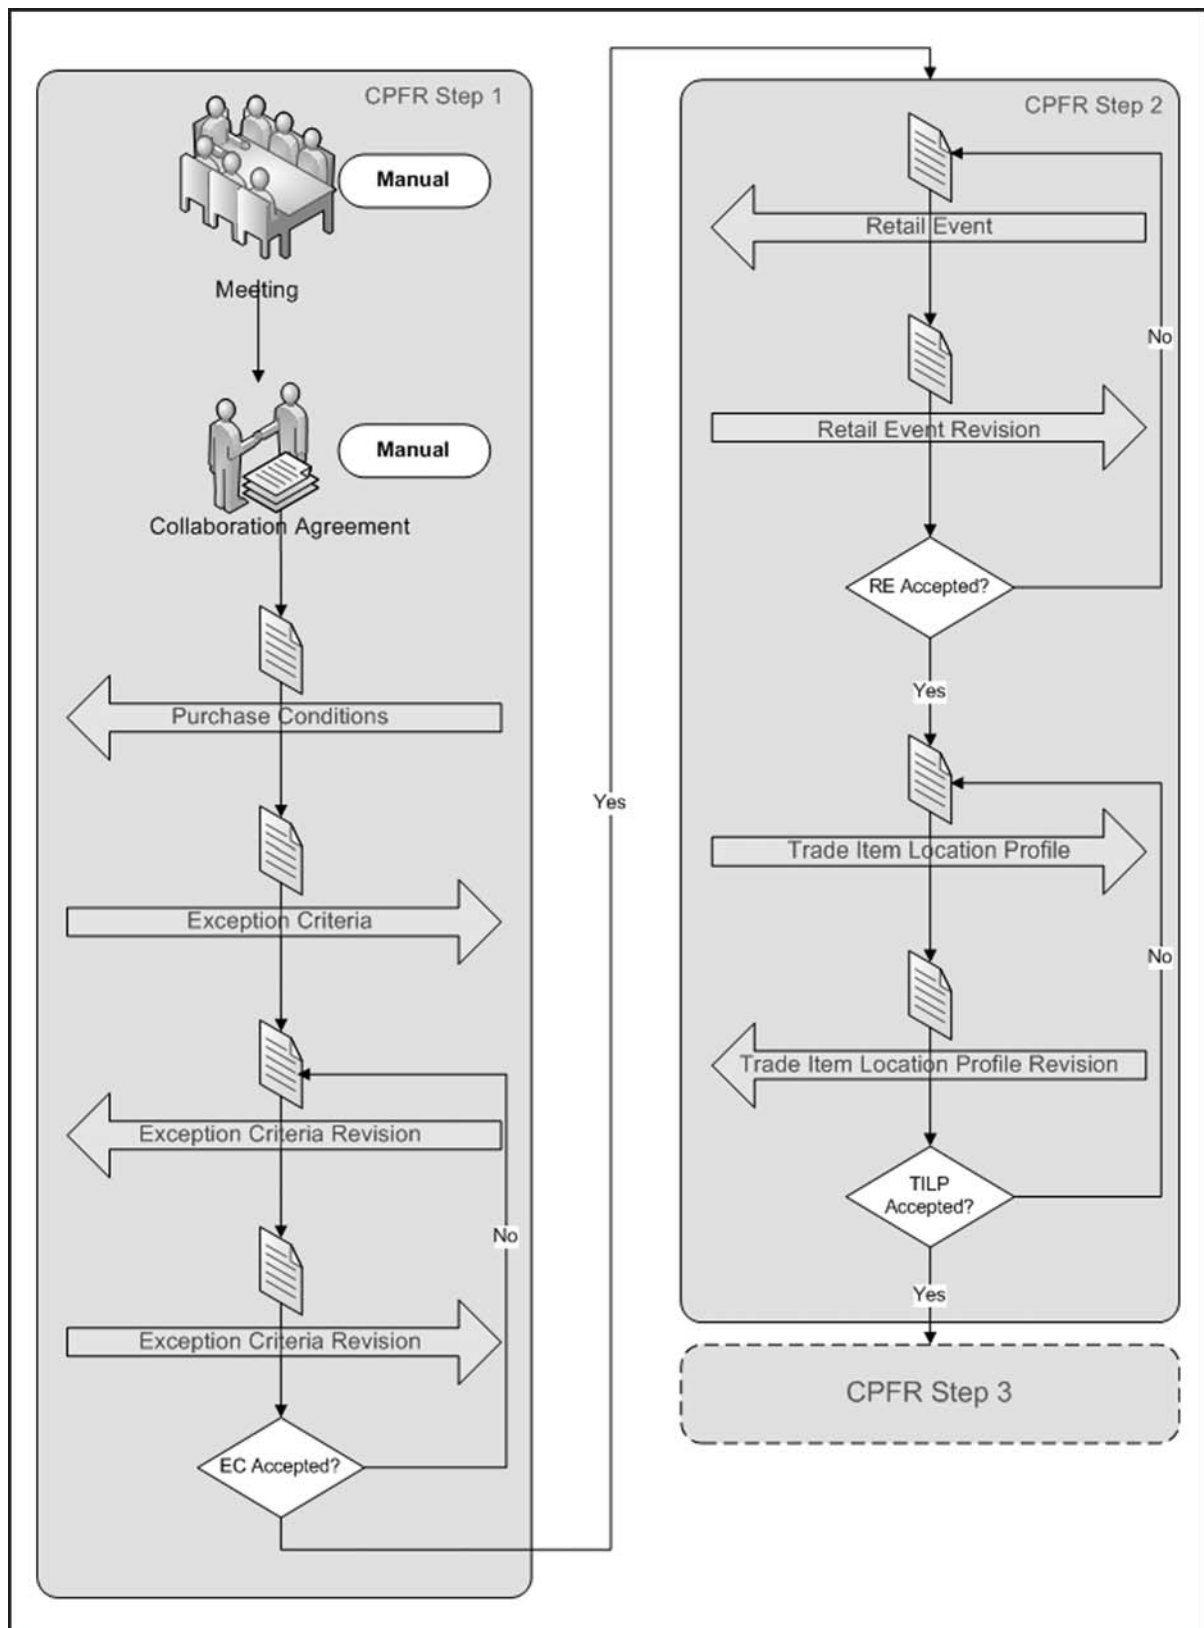 CPFR Step 1
Manual
Meeting
Manual
Collaboration Agreement
Purchase Conditions
Exception Criteria
Exception Criteria Revision
No
Exception Criteria Revision
EC Accepted?
Yes
CPFR Step 2
Retail Event
No
Retail Event Revision
RE Accepted?
Yes
Trade Item Location Profile
No
Trade Item Location Profile Revision
TILP
Accepted?
Yes
CPFR Step 3